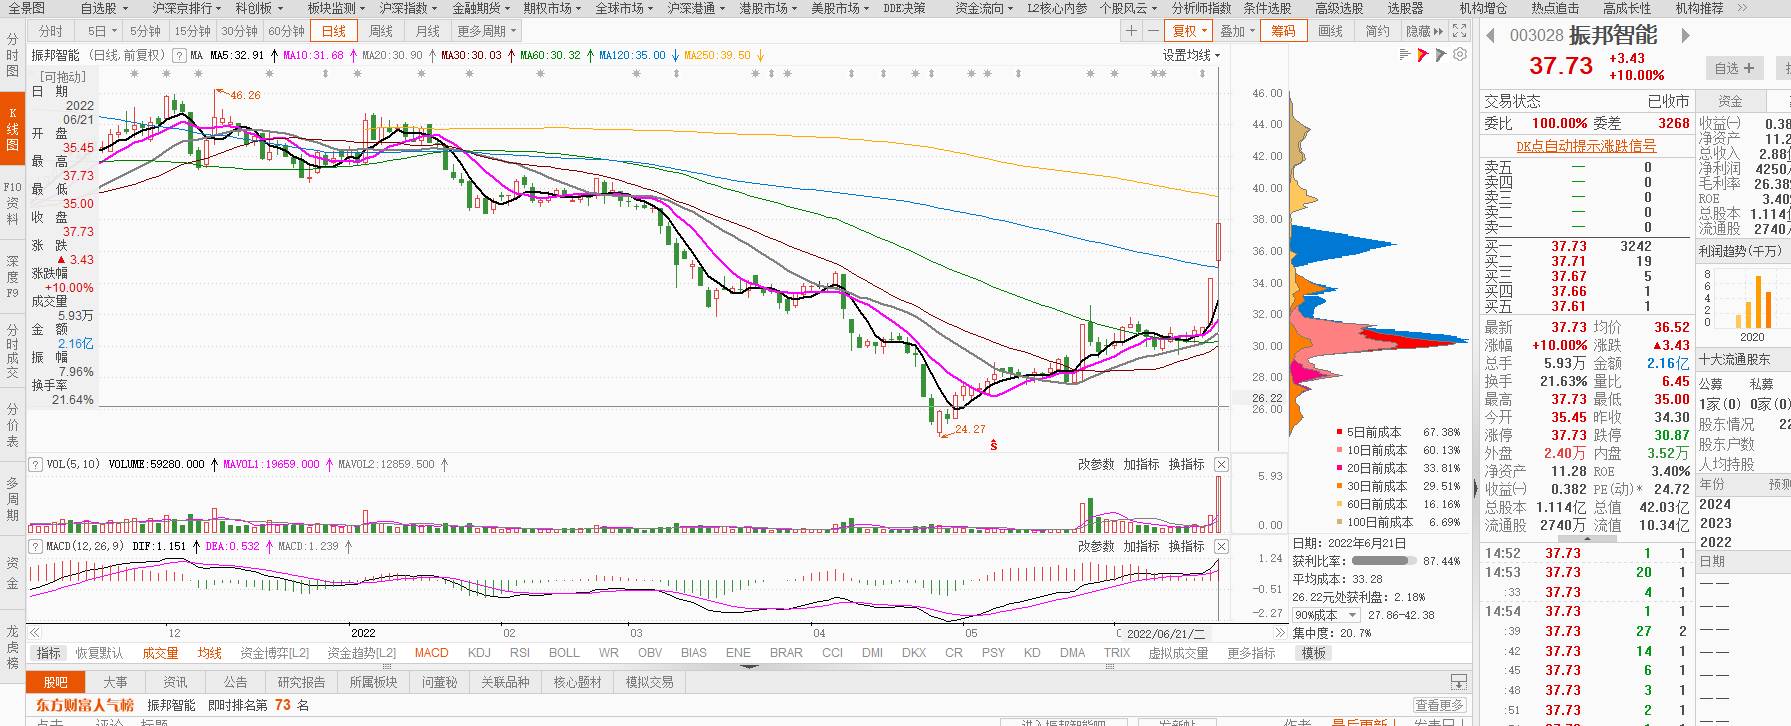 全景图 自选股 沪深京排行 科创板 板块监测 沪深指数 金融期货 期权市场 全球市场 沪深港通 港股市场 美股市场 DDE决策 资金流向 L2核心内参 个股风云 分析师指数 条件选股 高级选股 选股器 机构增仓 热点追击 高成长性 机构推荐
分时 5日 5分钟 15分钟 30分钟 60分钟 日线 周线 月线 更多周期 复权 叠加 筹码 画线 简约 隐藏
003028 振邦智能
37.73 +3.43 +10.00%
自选
振邦智能 (日线,前复权) ? MA MA5:32.91 MA10:31.68 MA20:30.90 MA30:30.03 MA60:30.32 MA120:35.00 MA250:39.50 设置均线
分时图
K线图
F10资料
深度F9
分时成交
分价表
多周期
资金
龙虎榜
[可拖动]
日 期
2022
06/21
开 盘
35.45
最 高
37.73
最 低
35.00
收 盘
37.73
涨 跌
▲ 3.43
涨跌幅
+10.00%
成交量
5.93万
金 额
2.16亿
振 幅
7.96%
换手率
21.64%
46.26
24.27
S
46.00
44.00
42.00
40.00
38.00
36.00
34.00
32.00
30.00
28.00
26.22
26.00
5日前成本 67.38%
10日前成本 60.13%
20日前成本 33.81%
30日前成本 29.51%
60日前成本 16.16%
100日前成本 6.69%
日期: 2022年6月21日
获利比率: 87.44%
平均成本: 33.28
26.22元处获利盘: 2.18%
90%成本 27.86-42.38
集中度: 20.7%
? VOL(5,10) VOLUME:59280.000 MAVOL1:19659.000 MAVOL2:12859.500 改参数 加指标 换指标
5.93
0.00
? MACD(12,26,9) DIF:1.151 DEA:0.532 MACD:1.239 改参数 加指标 换指标
1.24
-0.51
-2.27
12 2022 02 03 04 05 2022/06/21/二
指标 恢复默认 成交量 均线 资金博弈[L2] 资金趋势[L2] MACD KDJ RSI BOLL WR OBV BIAS ENE BRAR CCI DMI DKX CR PSY KD DMA TRIX 虚拟成交量 更多指标 模板
股吧 大事 资讯 公告 研究报告 所属板块 问董秘 关联品种 核心题材 模拟交易
东方财富人气榜 振邦智能 即时排名第 73 名 查看更多
点击 评论 标题 进入振邦智能吧 发新帖 作者 最后更新 发表日
交易状态 已收市
委比 100.00% 委差 3268
DK点自动提示涨跌信号
卖五 — 0
卖四 — 0
卖三 — 0
卖二 — 0
卖一 — 0
买一 37.73 3242
买二 37.71 19
买三 37.67 5
买四 37.66 1
买五 37.61 1
最新 37.73 均价 36.52
涨幅 +10.00% 涨跌 ▲3.43
总手 5.93万 金额 2.16亿
换手 21.63% 量比 6.45
最高 37.73 最低 35.00
今开 35.45 昨收 34.30
涨停 37.73 跌停 30.87
外盘 2.40万 内盘 3.52万
净资产 11.28 ROE 3.40%
收益㈠ 0.382 PE(动)* 24.72
总股本 1.114亿 总值 42.03亿
流通股 2740万 流值 10.34亿
14:52 37.73 1 1
14:53 37.73 20 1
:33 37.73 4 1
14:54 37.73 1 1
:39 37.73 27 2
:42 37.73 14 1
:45 37.73 6 1
:48 37.73 3 1
:51 37.73 2 1
资金
收益㈠ 0.38
净资产 11.2
总收入 2.88
净利润 4250
毛利率 26.38
ROE 3.40
总股本 1.114
流通股 2740
利润趋势(千万)
8
6
4
2
0
2020
十大流通股东
公募 私募
1家(0) 0家(0)
股东情况 22
股东户数
人均持股
年份 预测
2024
2023
2022
日期